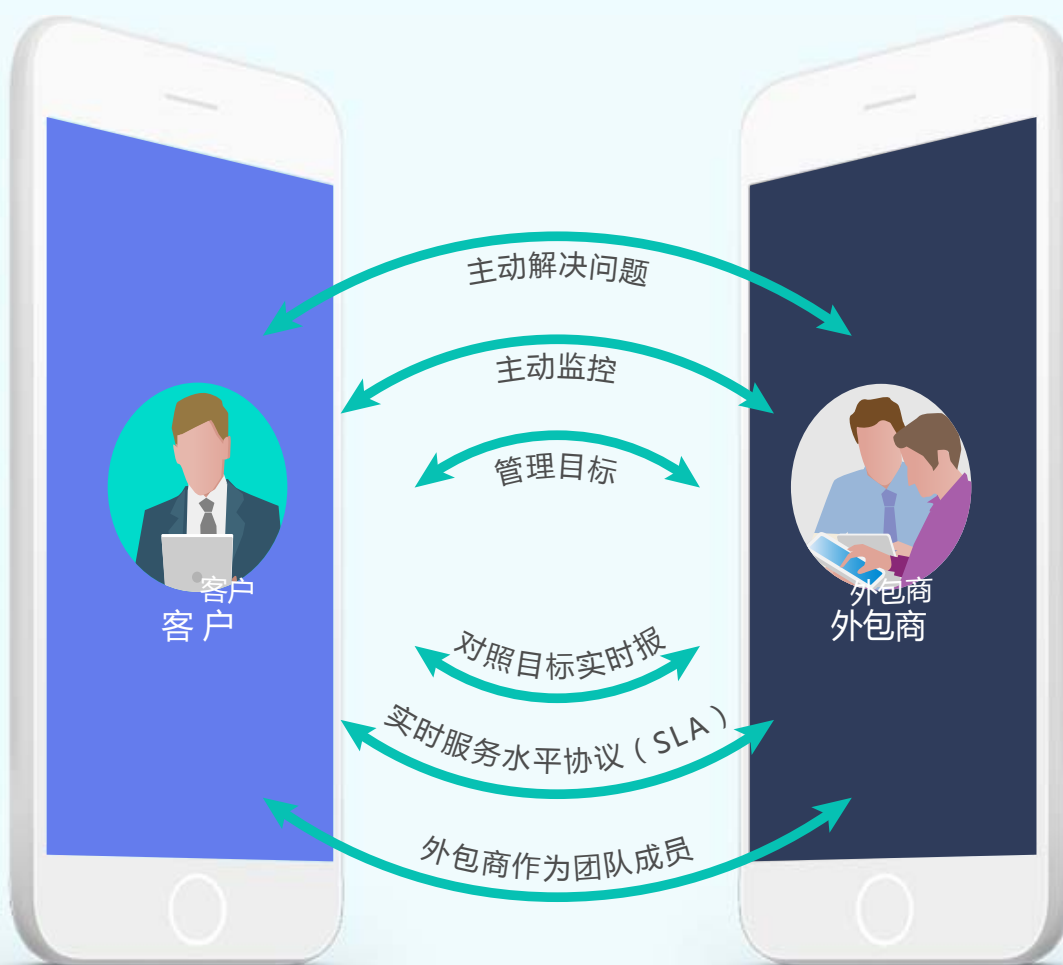 主动解决问题
主动监控
管理目标
客户
客户
外包商
外包商
对照目标实时报
实时服务水平协议（SLA）
外包商作为团队成员